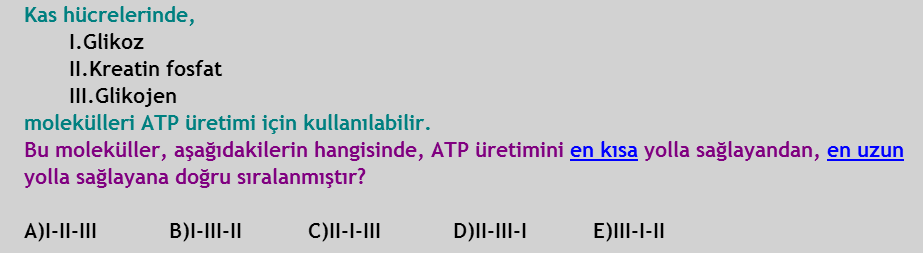 Kas hücrelerinde,
I.Glikoz
II.Kreatin fosfat
III.Glikojen
molekülleri ATP üretimi için kullanılabilir.
Bu moleküller, aşağıdakilerin hangisinde, ATP üretimini en kısa yolla sağlayandan, en uzun
yolla sağlayana doğru sıralanmıştır?
A)I-II-III B)I-III-II C)II-I-III D)II-III-I E)III-I-II